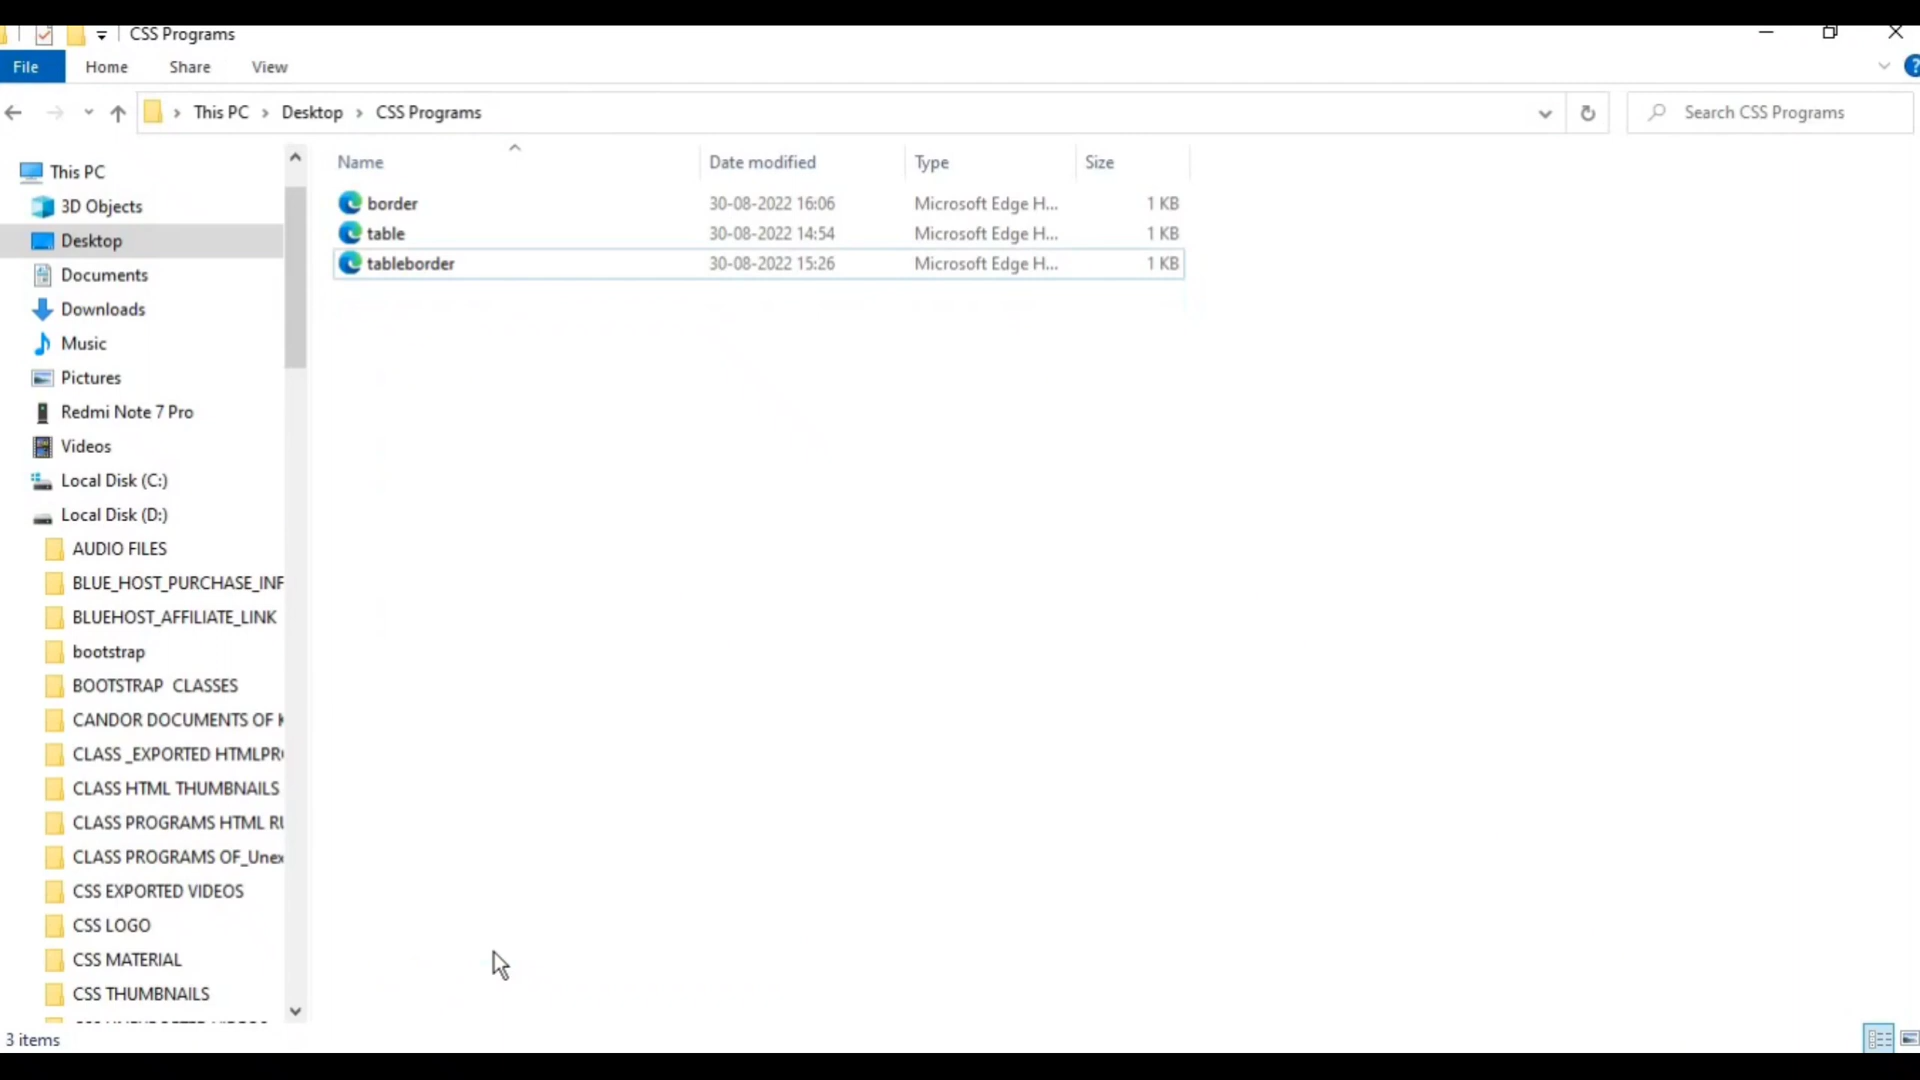 CSS Programs
File Home Share View
This PC Desktop CSS Programs
Search CSS Programs
Name Date modified Type Size
border 30-08-2022 16:06 Microsoft Edge H... 1 KB
table 30-08-2022 14:54 Microsoft Edge H... 1 KB
tableborder 30-08-2022 15:26 Microsoft Edge H... 1 KB
This PC
3D Objects
Desktop
Documents
Downloads
Music
Pictures
Redmi Note 7 Pro
Videos
Local Disk (C:)
Local Disk (D:)
AUDIO FILES
BLUE_HOST_PURCHASE_INF
BLUEHOST_AFFILIATE_LINK
bootstrap
BOOTSTRAP CLASSES
CANDOR DOCUMENTS OF K
CLASS _EXPORTED HTMLPR
CLASS HTML THUMBNAILS
CLASS PROGRAMS HTML RU
CLASS PROGRAMS OF_Unex
CSS EXPORTED VIDEOS
CSS LOGO
CSS MATERIAL
CSS THUMBNAILS
3 items